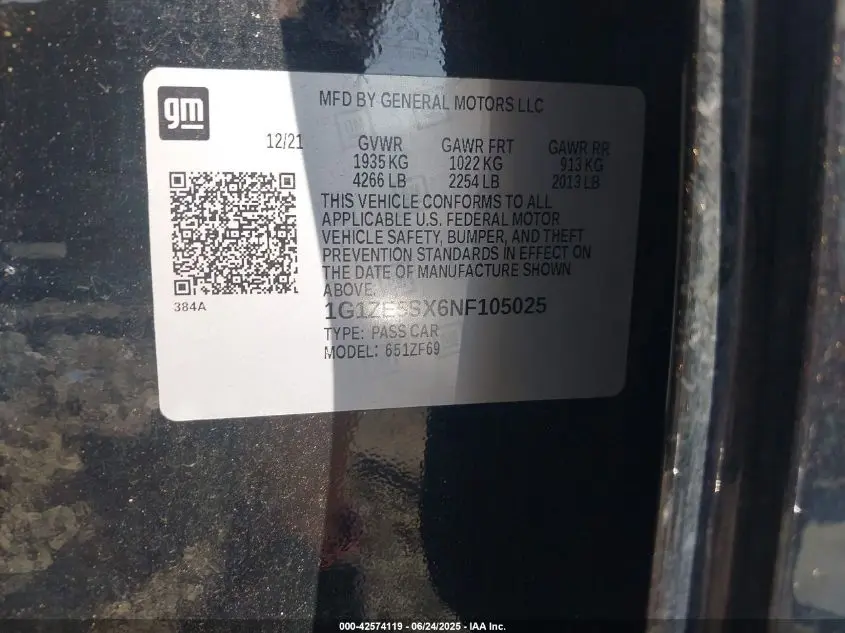 gm
MFD BY GENERAL MOTORS LLC
12/21 GVWR GAWR FRT GAWR RR
1935 KG 1022 KG 913 KG
4266 LB 2254 LB 2013 LB
THIS VEHICLE CONFORMS TO ALL
APPLICABLE U.S. FEDERAL MOTOR
VEHICLE SAFETY, BUMPER, AND THEFT
PREVENTION STANDARDS IN EFFECT ON
THE DATE OF MANUFACTURE SHOWN
ABOVE.
384A
1G1ZE5SX6NF105025
TYPE: PASS CAR
MODEL: 651ZF69
000-42574119 - 06/24/2025 - IAA Inc.